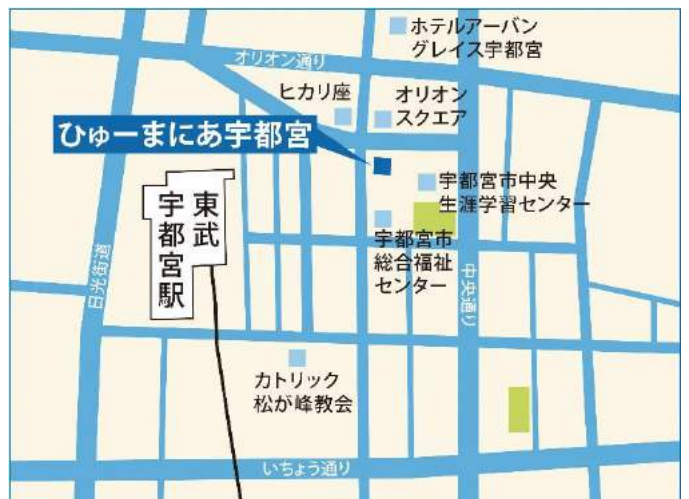 ホテルアーバン
グレイス宇都宮
オリオン通り
ヒカリ座
オリオン
スクエア
ひゅーまにあ宇都宮
宇都宮市中央
生涯学習センター
東武
宇都宮駅
宇都宮市
総合福祉
センター
日光街道
中央通り
カトリック
松が峰教会
いちょう通り